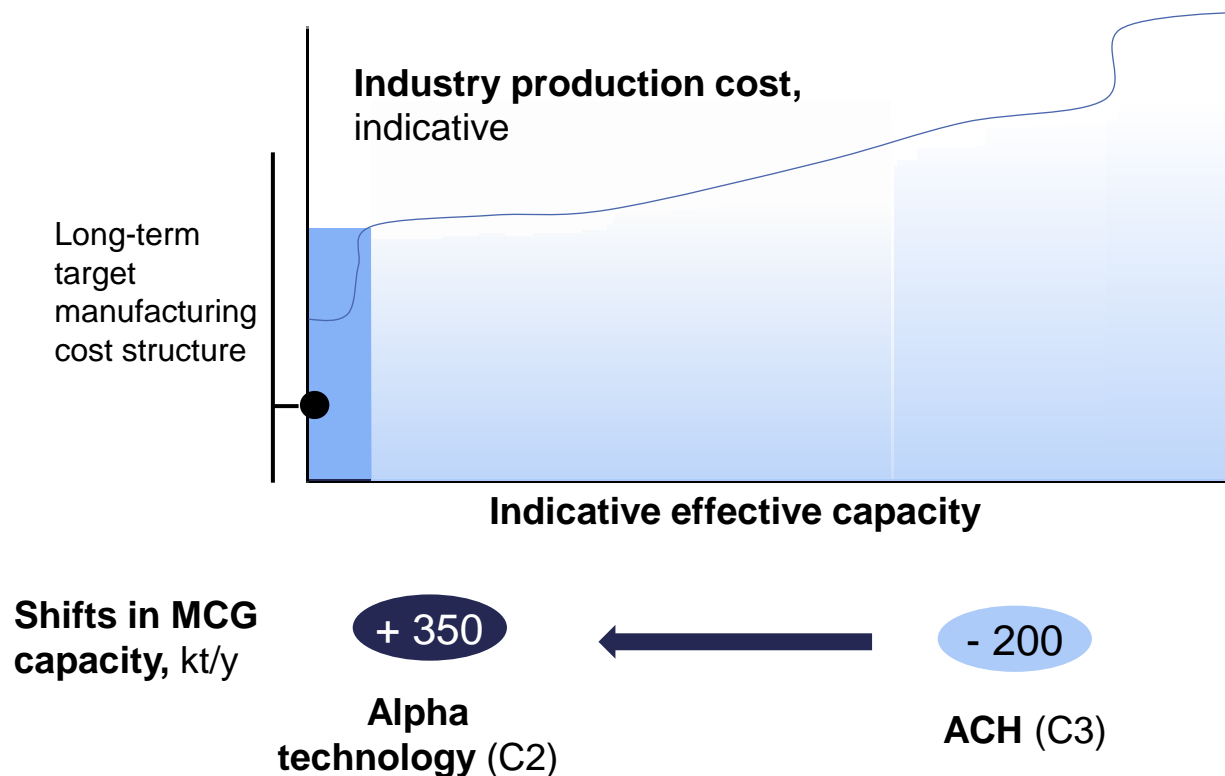 Industry production cost,
indicative
Long-term
target
manufacturing
cost structure
Indicative effective capacity
Shifts in MCG
capacity, kt/y
+ 350
- 200
Alpha
technology (C2)
ACH (C3)